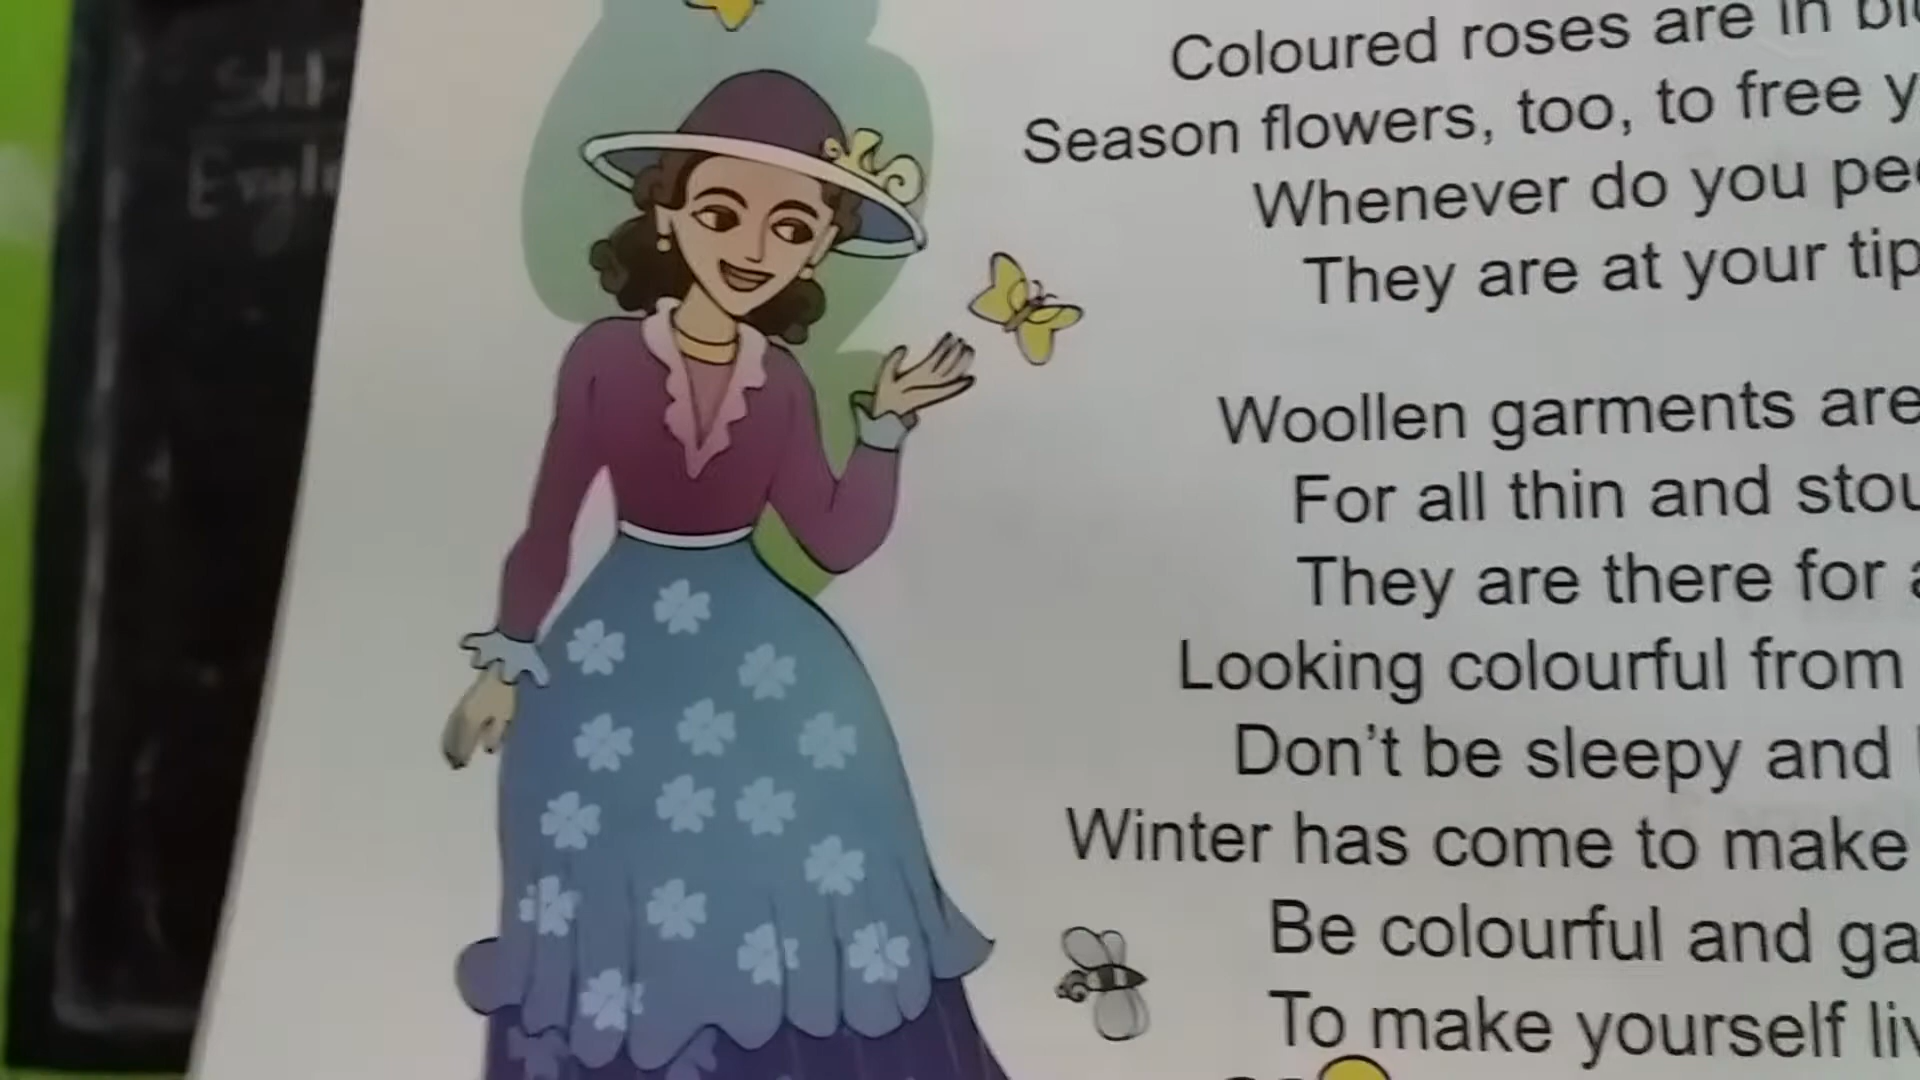 Coloured roses are in
Season flowers, too, to free
Whenever do you
They are at your
Woollen garments are
For all thin and
They are there for
Looking colourful from
Don't be sleepy and
Winter has come to make
Be colourful and
To make yourself